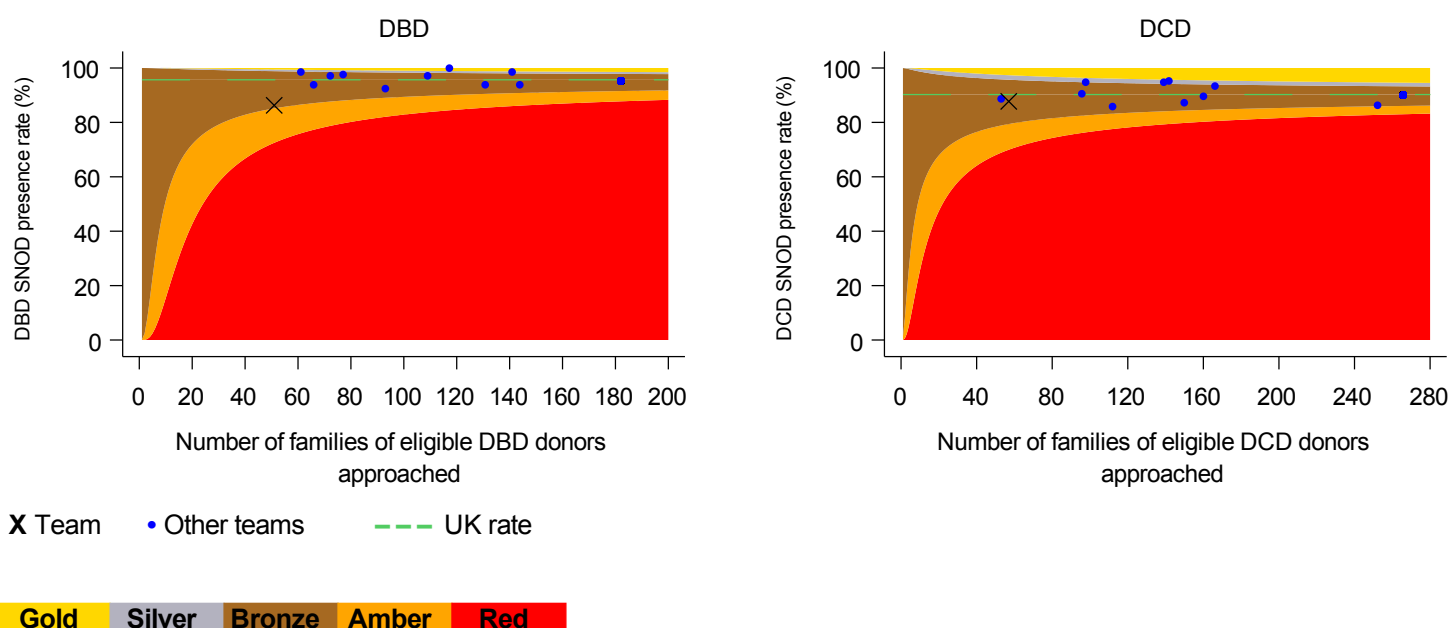 DBD
DBD SNOD presence rate (%)
100
80
60
40
20
0
0 20 40 60 80 100 120 140 160 180 200
Number of families of eligible DBD donors
approached
DCD
DCD SNOD presence rate (%)
100
80
60
40
20
0
0 40 80 120 160 200 240 280
Number of families of eligible DCD donors
approached
X Team Other teams UK rate
Gold Silver Bronze Amber Red